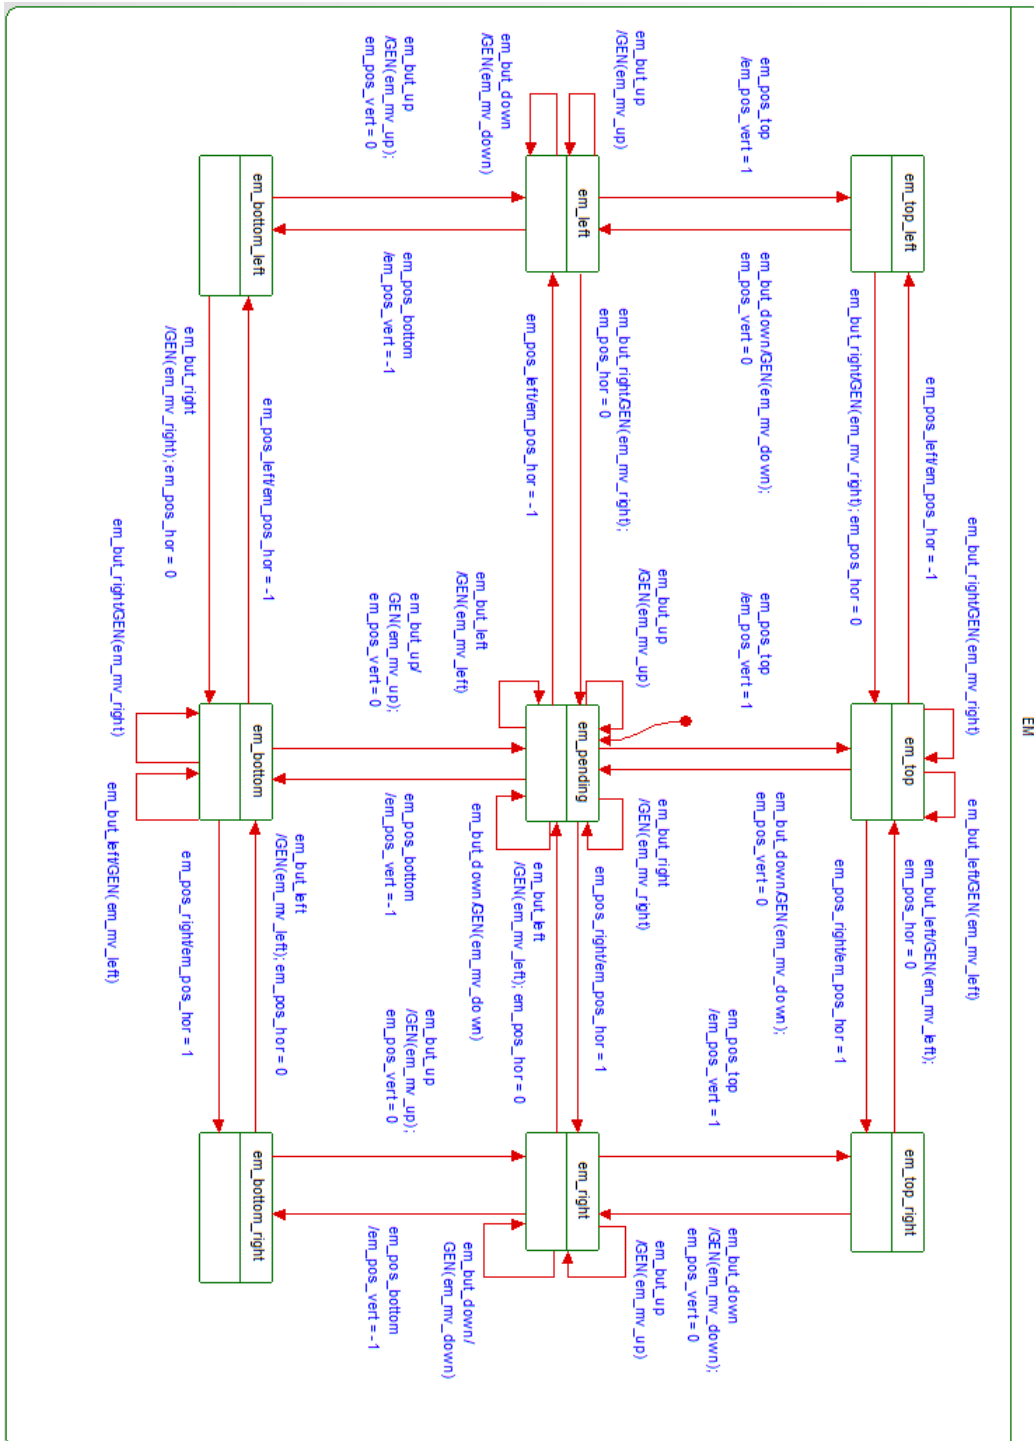 EM
em_top_left
em_top
em_top_right
em_left
em_pending
em_right
em_bottom_left
em_bottom
em_bottom_right
em_pos_left/em_pos_hor = -1
em_but_right/GEN(em_mv_right); em_pos_hor = 0
em_but_right/GEN(em_mv_right)
em_but_left/GEN(em_mv_left)
em_but_left/GEN(em_mv_left);
em_pos_hor = 0
em_pos_right/em_pos_hor = 1
em_pos_top
/em_pos_vert = 1
em_but_down/GEN(em_mv_down);
em_pos_vert = 0
em_pos_top
/em_pos_vert = 1
em_but_down/GEN(em_mv_down);
em_pos_vert = 0
em_pos_top
/em_pos_vert = 1
em_but_down
/GEN(em_mv_down);
em_pos_vert = 0
em_but_up
/GEN(em_mv_up)
em_but_down
/GEN(em_mv_down)
em_but_right/GEN(em_mv_right);
em_pos_hor = 0
em_pos_left/em_pos_hor = -1
em_but_up
/GEN(em_mv_up)
em_but_left
/GEN(em_mv_left)
em_but_right
/GEN(em_mv_right)
em_but_down/GEN(em_mv_down)
em_pos_right/em_pos_hor = 1
em_but_left
/GEN(em_mv_left); em_pos_hor = 0
em_but_up
/GEN(em_mv_up)
em_but_down/
GEN(em_mv_down)
em_but_up
/GEN(em_mv_up);
em_pos_vert = 0
em_pos_bottom
/em_pos_vert = -1
em_but_up/
GEN(em_mv_up);
em_pos_vert = 0
em_pos_bottom
/em_pos_vert = -1
em_but_up
/GEN(em_mv_up);
em_pos_vert = 0
em_pos_bottom
/em_pos_vert = -1
em_pos_left/em_pos_hor = -1
em_but_right
/GEN(em_mv_right); em_pos_hor = 0
em_but_right/GEN(em_mv_right)
em_but_left/GEN(em_mv_left)
em_but_left
/GEN(em_mv_left); em_pos_hor = 0
em_pos_right/em_pos_hor = 1